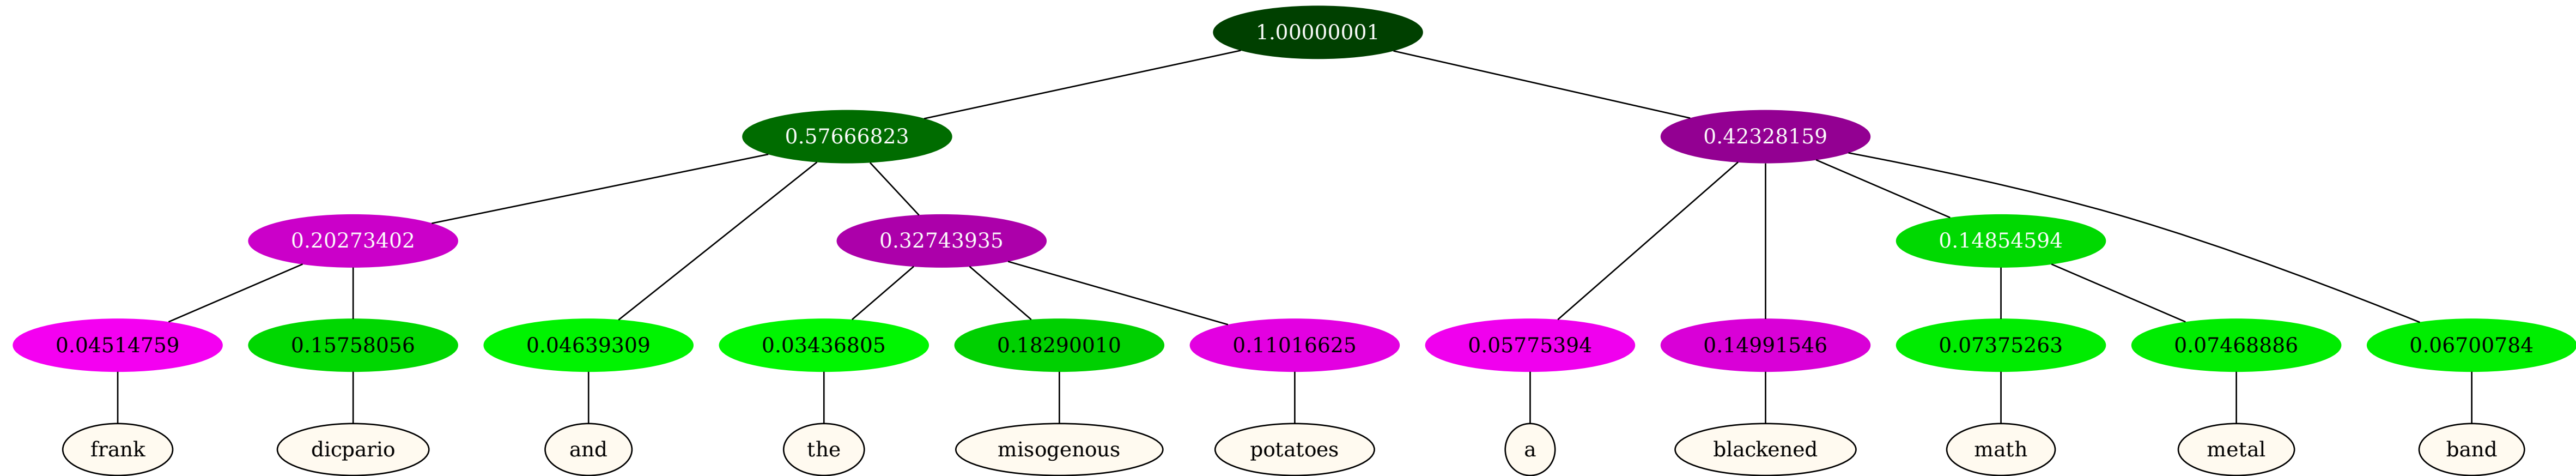 1.00000001
0.57666823 0.42328159
0.20273402 0.32743935 0.14854594
0.04514759 0.15758056 0.04639309 0.03436805 0.18290010 0.11016625 0.05775394 0.14991546 0.07375263 0.07468886 0.06700784
frank dicpario and the misogenous potatoes a blackened math metal band